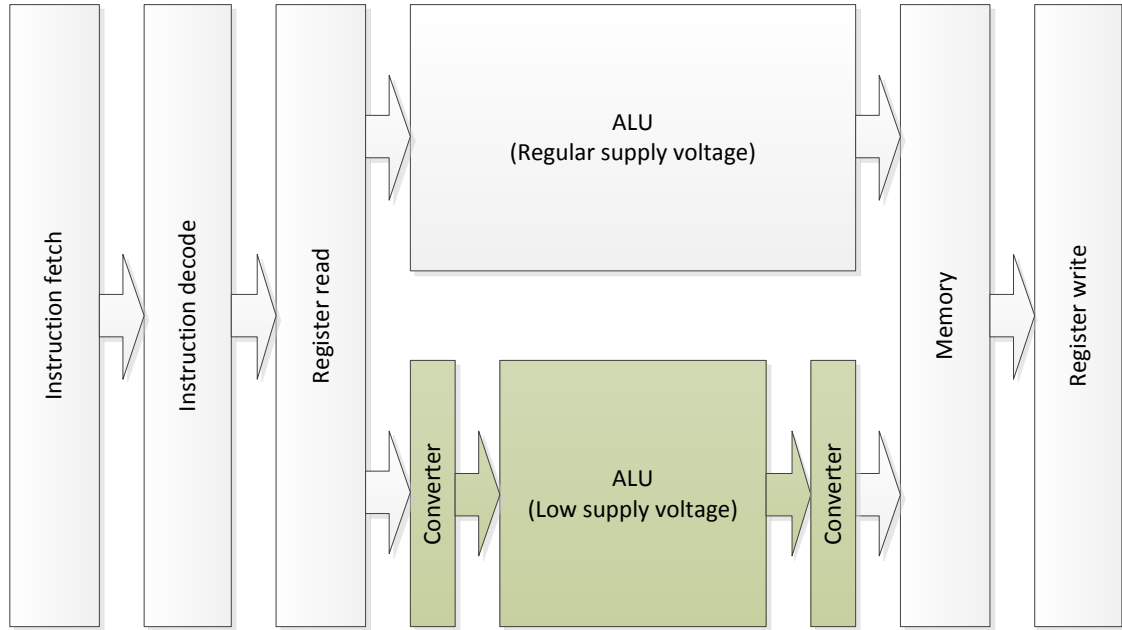 Instruction fetch
Instruction decode
Register read
ALU
(Regular supply voltage)
Converter
ALU
(Low supply voltage)
Converter
Memory
Register write